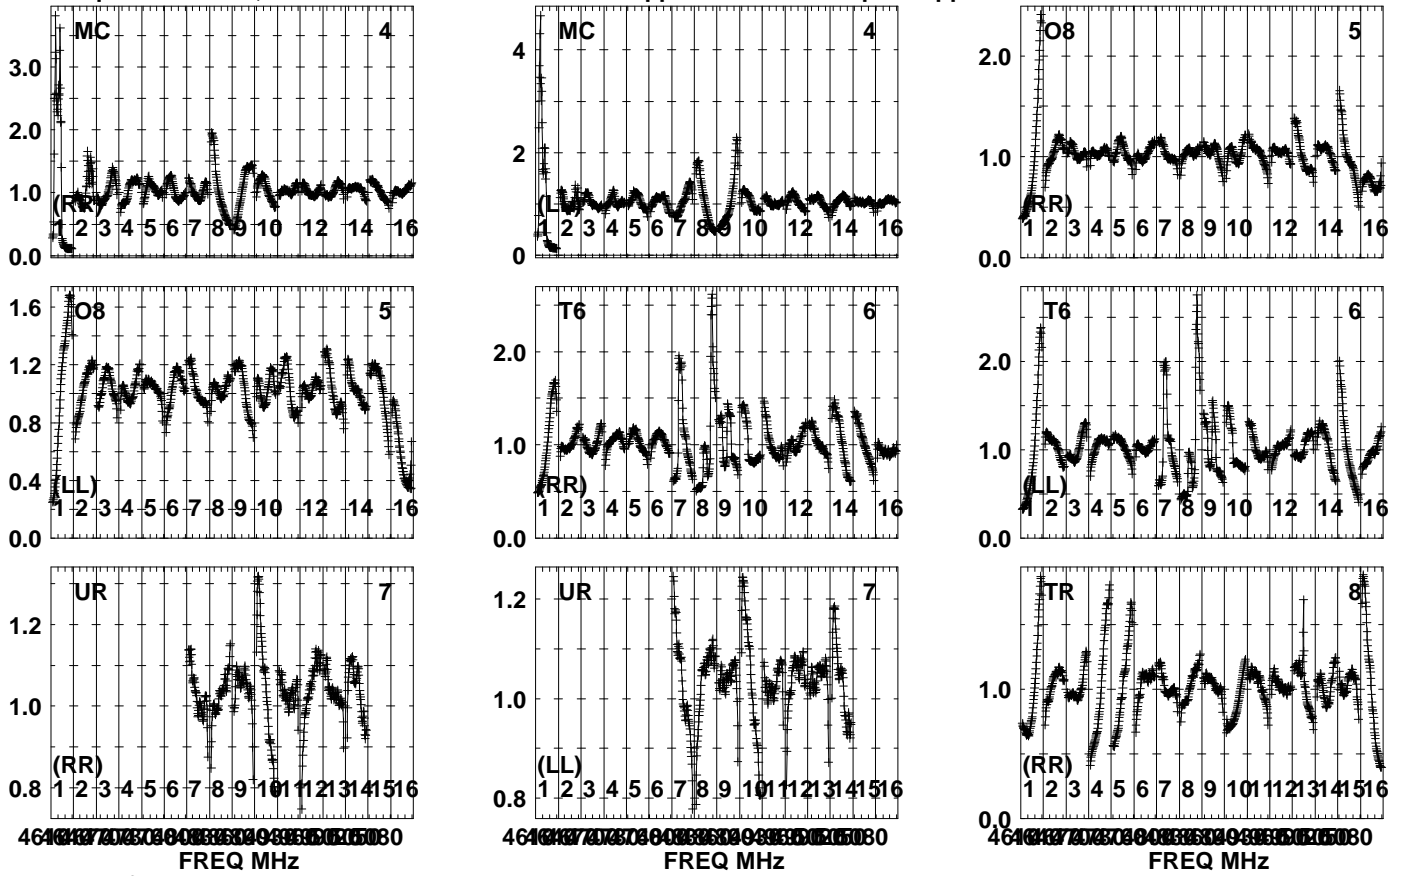 MC 4
3.0
2.0
1.0
0.0
(RR)
1 2 3 4 5 6 7 8 9 10 12 14 16
MC 4
4
2
0
1 2 3 4 5 6 7 8 9 10 12 14 16
O8 5
2.0
1.0
0.0
(RR)
1 2 3 4 5 6 7 8 9 10 12 14 16
O8 5
1.6
1.2
0.8
0.4
0.0
(LL)
1 2 3 4 5 6 7 8 9 10 12 14 16
T6 6
2.0
1.0
0.0
(RR)
1 2 3 4 5 6 7 8 9 10 12 14 16
T6 6
2.0
1.0
0.0
(LL)
1 2 3 4 5 6 7 8 9 10 12 14 16
UR 7
1.2
1.0
0.8
(RR)
1 2 3 4 5 6 7 8 9 10 11 12 13 14 15 16
UR 7
1.2
1.0
0.8
(LL)
1 2 3 4 5 6 7 8 9 10 11 12 13 14 15 16
TR 8
1.0
0.0
(RR)
1 2 3 4 5 6 7 8 9 10 11 12 13 14 15 16
FREQ MHz
FREQ MHz
FREQ MHz